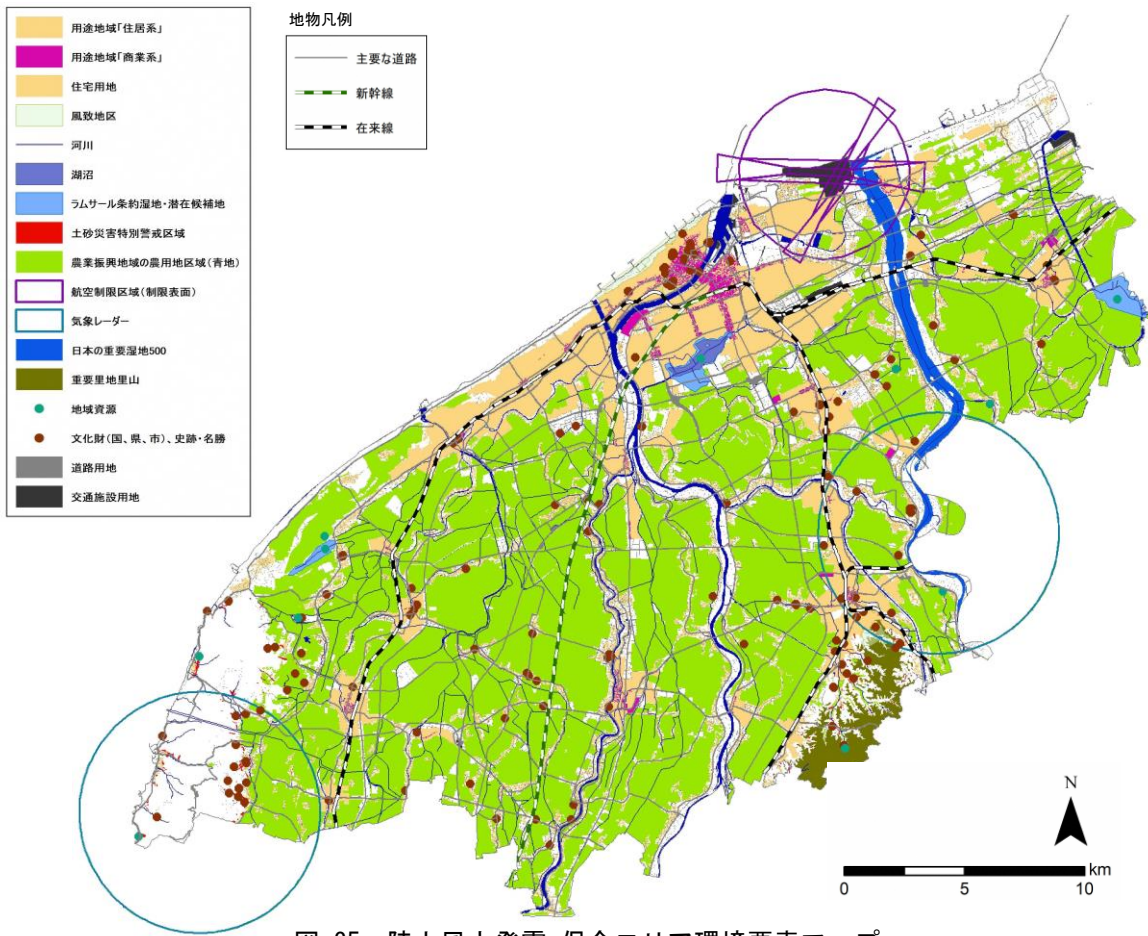 用途地域「住居系」
用途地域「商業系」
住宅用地
風致地区
河川
湖沼
ラムサール条約湿地・潜在候補地
土砂災害特別警戒区域
農業振興地域の農用地区域(青地)
航空制限区域(制限表面)
気象レーダー
日本の重要湿地500
重要里地里山
地域資源
文化財(国、県、市)、史跡・名勝
道路用地
交通施設用地
地物凡例
主要な道路
新幹線
在来線
N
km
0 5 10